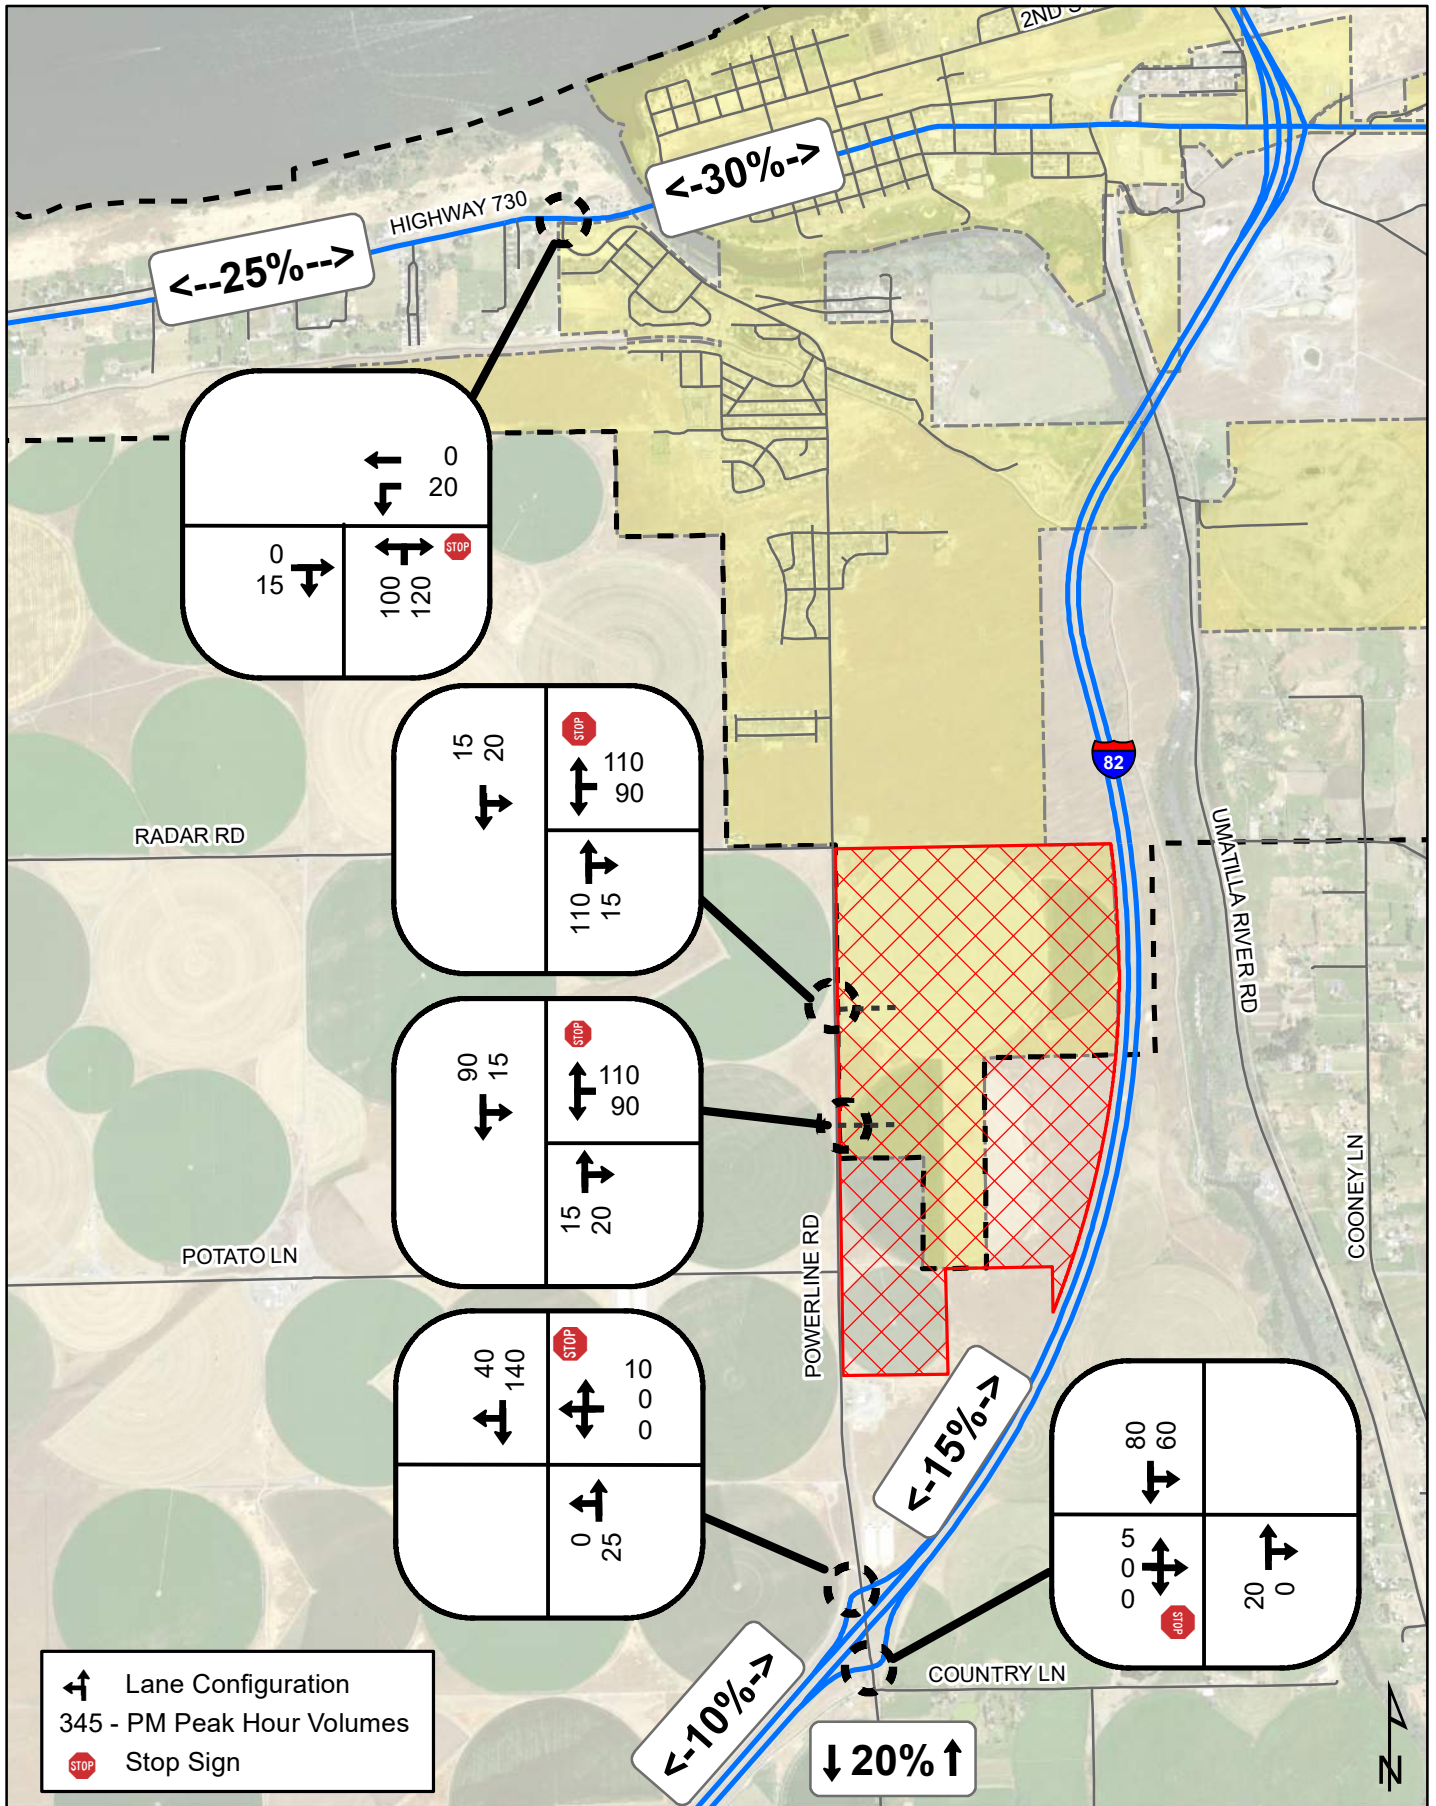 2ND S
<-30%->
HIGHWAY 730
<--25%-->
0
20
0
15
100
120
STOP
15
20
STOP
110
90
110
15
82
RADAR RD
UMATILLA RIVER RD
90
15
STOP
110
90
15
20
COONEY LN
POTATO LN
POWERLINE RD
40
140
STOP
10
0
0
0
25
<-15%->
80
60
5
0
0
STOP
20
0
COUNTRY LN
<-10%->
↓ 20% ↑
Lane Configuration
345 - PM Peak Hour Volumes
STOP Stop Sign
N